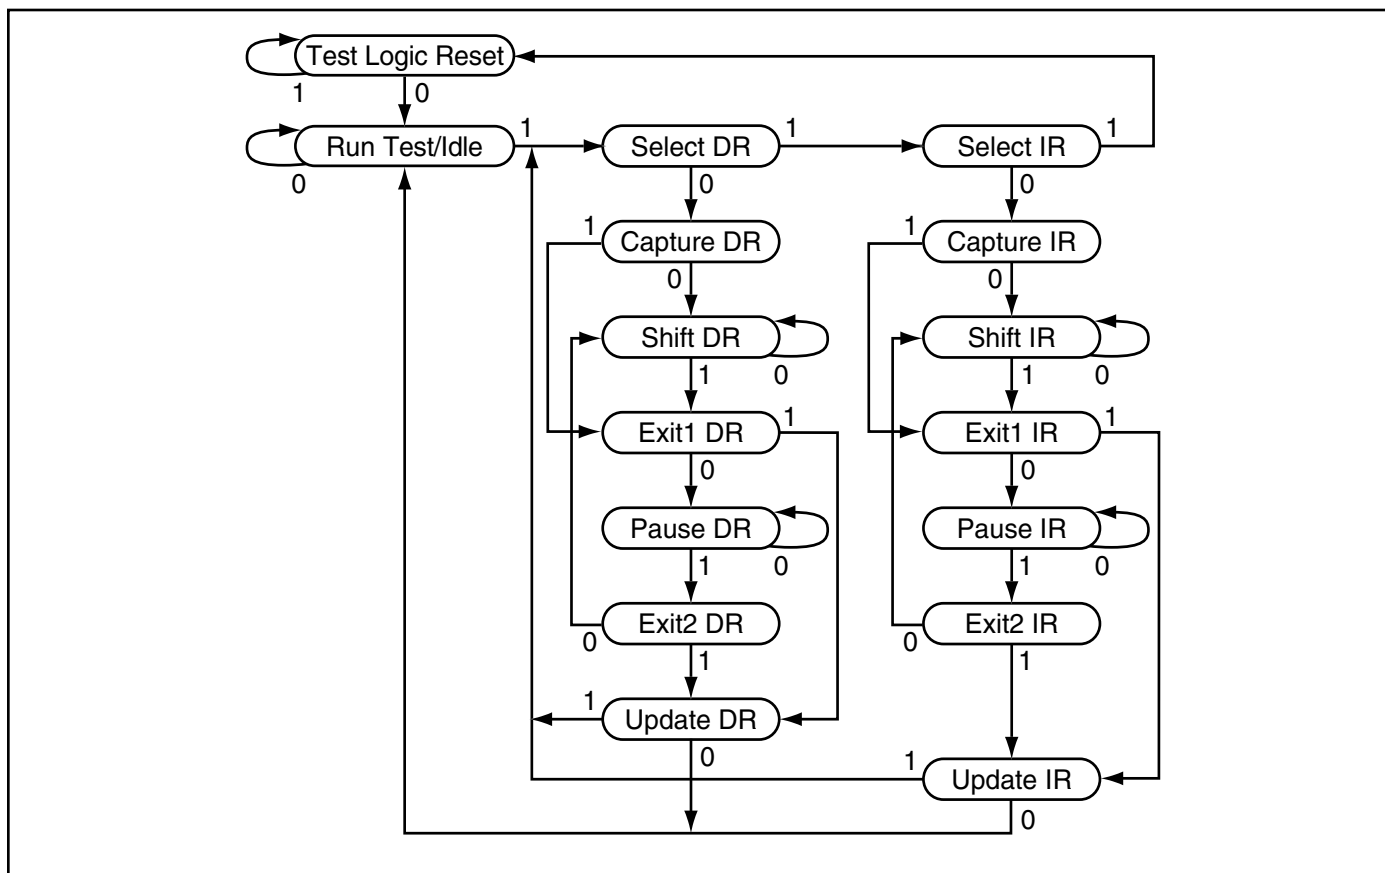 Test Logic Reset
1 0
Run Test/Idle 1 Select DR 1 Select IR 1
0 0 0
1 Capture DR 1 Capture IR
0 0
Shift DR Shift IR
1 0 1 0
Exit1 DR 1 Exit1 IR 1
0 0
Pause DR Pause IR
1 0 1 0
Exit2 DR Exit2 IR
0 1 0 1
1 Update DR
0 1 Update IR
0